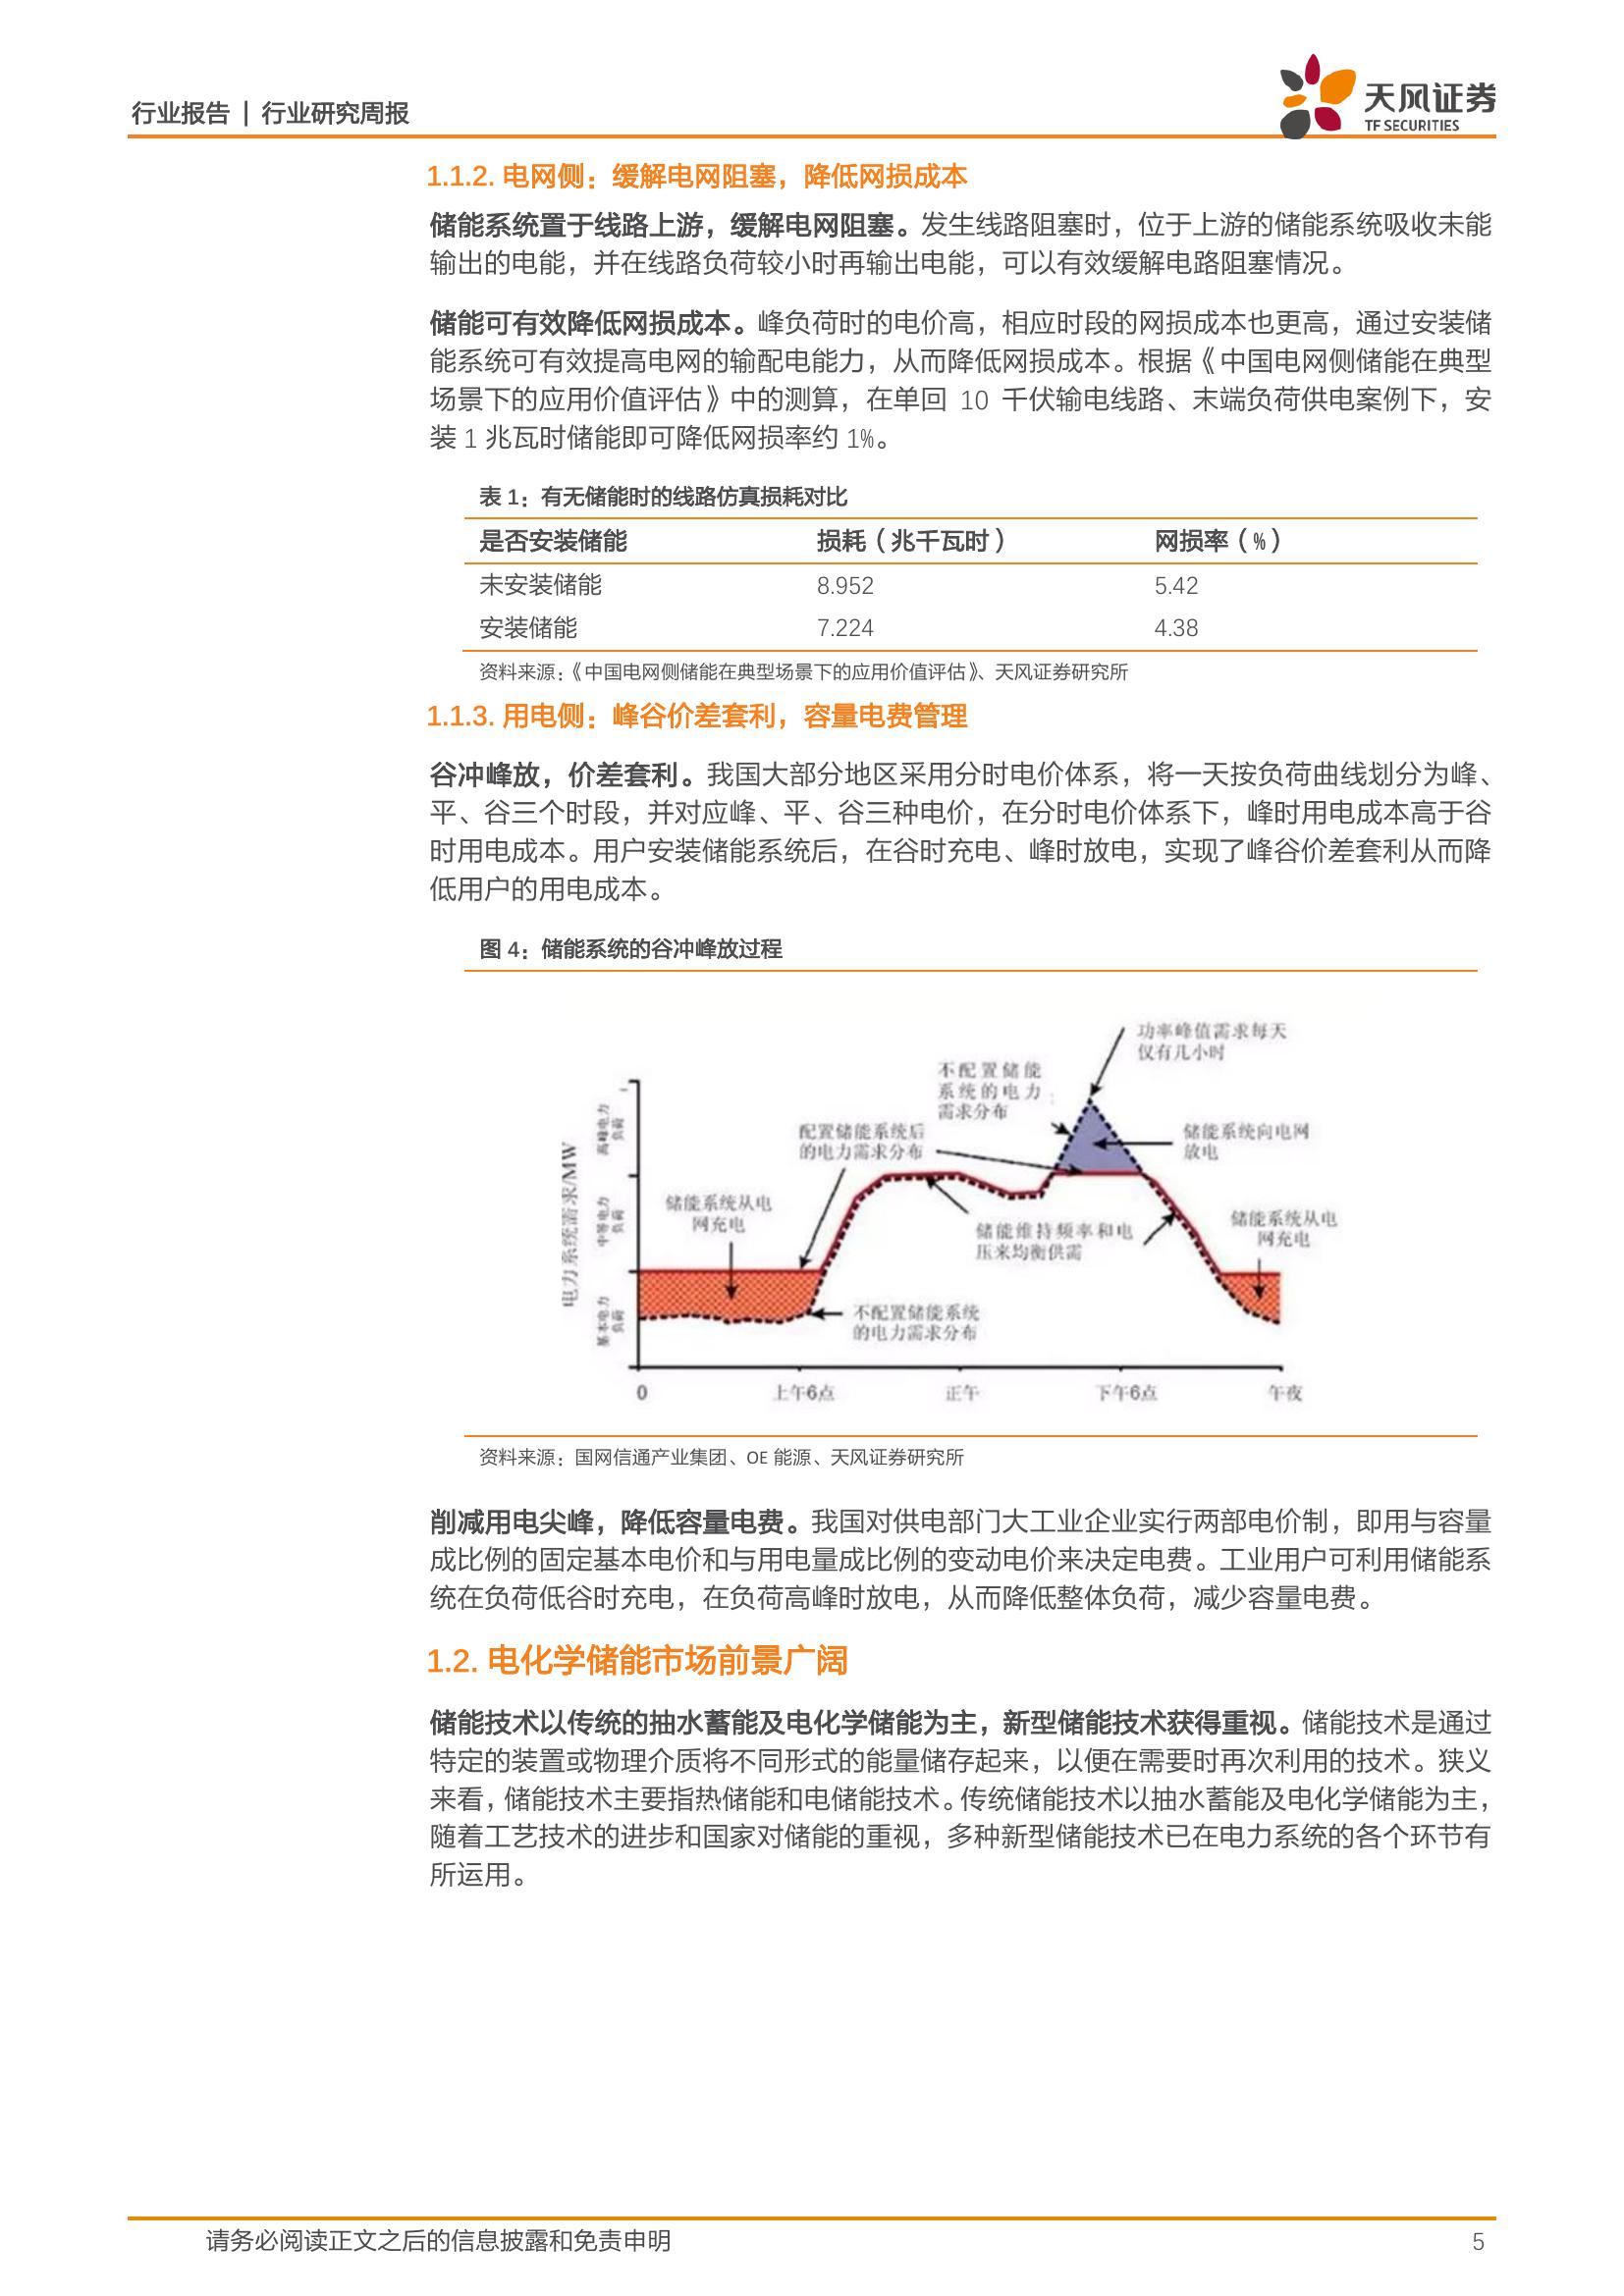 行业报告 | 行业研究周报
天风证券
TF SECURITIES
1.1.2. 电网侧：缓解电网阻塞，降低网损成本
储能系统置于线路上游，缓解电网阻塞。发生线路阻塞时，位于上游的储能系统吸收未能
输出的电能，并在线路负荷较小时再输出电能，可以有效缓解电路阻塞情况。
储能可有效降低网损成本。峰负荷时的电价高，相应时段的网损成本也更高，通过安装储
能系统可有效提高电网的输配电能力，从而降低网损成本。根据《中国电网侧储能在典型
场景下的应用价值评估》中的测算，在单回 10 千伏输电线路、末端负荷供电案例下，安
装 1 兆瓦时储能即可降低网损率约 1%。
表 1：有无储能时的线路仿真损耗对比
是否安装储能 损耗（兆千瓦时） 网损率（%）
未安装储能 8.952 5.42
安装储能 7.224 4.38
资料来源：《中国电网侧储能在典型场景下的应用价值评估》、天风证券研究所
1.1.3. 用电侧：峰谷价差套利，容量电费管理
谷冲峰放，价差套利。我国大部分地区采用分时电价体系，将一天按负荷曲线划分为峰、
平、谷三个时段，并对应峰、平、谷三种电价，在分时电价体系下，峰时用电成本高于谷
时用电成本。用户安装储能系统后，在谷时充电、峰时放电，实现了峰谷价差套利从而降
低用户的用电成本。
图 4：储能系统的谷冲峰放过程
功率峰值需求每天
仅有几小时
不配置储能
系统的电力
需求分布
配置储能系统后
的电力需求分布
储能系统向电网
放电
储能系统从电
网充电
储能维持频率和电
压来均衡供需
储能系统从电
网充电
不配置储能系统
的电力需求分布
电力系统需求/MW
高峰电力
负荷
中等电力
负荷
基本电力
负荷
0 上午6点 正午 下午6点 午夜
资料来源：国网信通产业集团、OE 能源、天风证券研究所
削减用电尖峰，降低容量电费。我国对供电部门大工业企业实行两部电价制，即用与容量
成比例的固定基本电价和与用电量成比例的变动电价来决定电费。工业用户可利用储能系
统在负荷低谷时充电，在负荷高峰时放电，从而降低整体负荷，减少容量电费。
1.2. 电化学储能市场前景广阔
储能技术以传统的抽水蓄能及电化学储能为主，新型储能技术获得重视。储能技术是通过
特定的装置或物理介质将不同形式的能量储存起来，以便在需要时再次利用的技术。狭义
来看，储能技术主要指热储能和电储能技术。传统储能技术以抽水蓄能及电化学储能为主，
随着工艺技术的进步和国家对储能的重视，多种新型储能技术已在电力系统的各个环节有
所运用。
请务必阅读正文之后的信息披露和免责申明 5